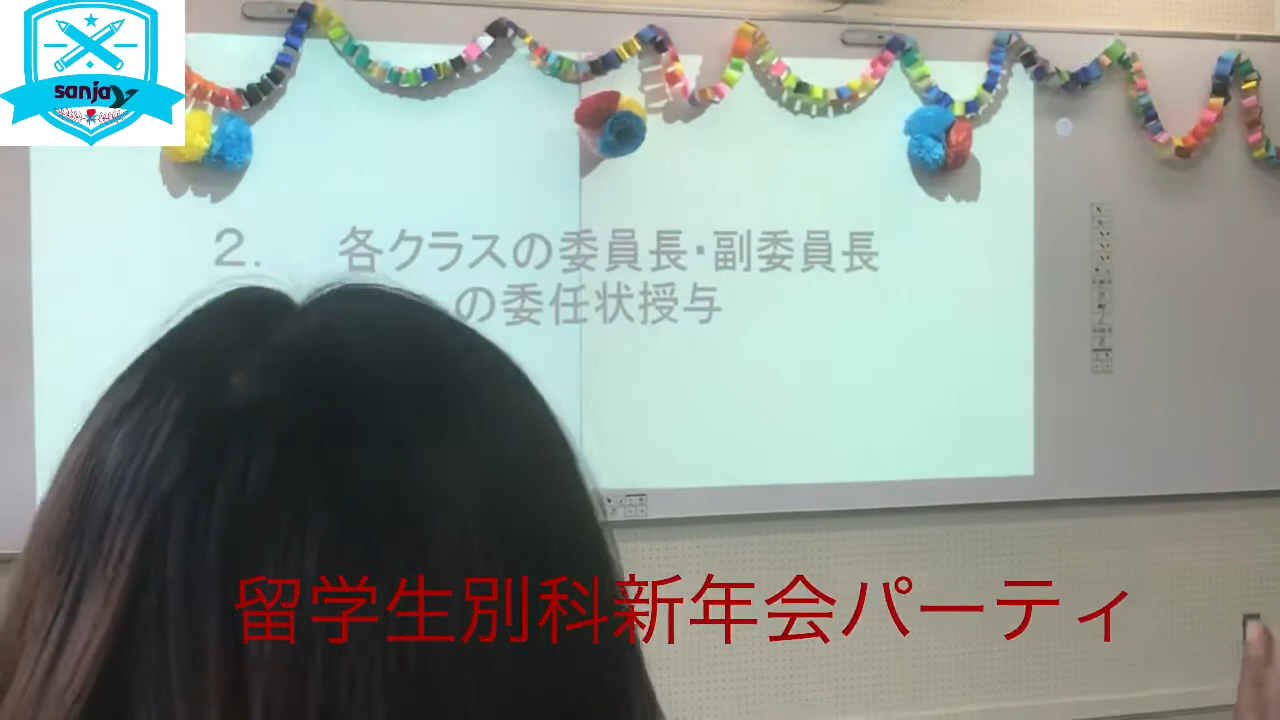 sanjay
2. 各クラスの委員長・副委員長
の委任状授与
留学生別科新年会パーティ